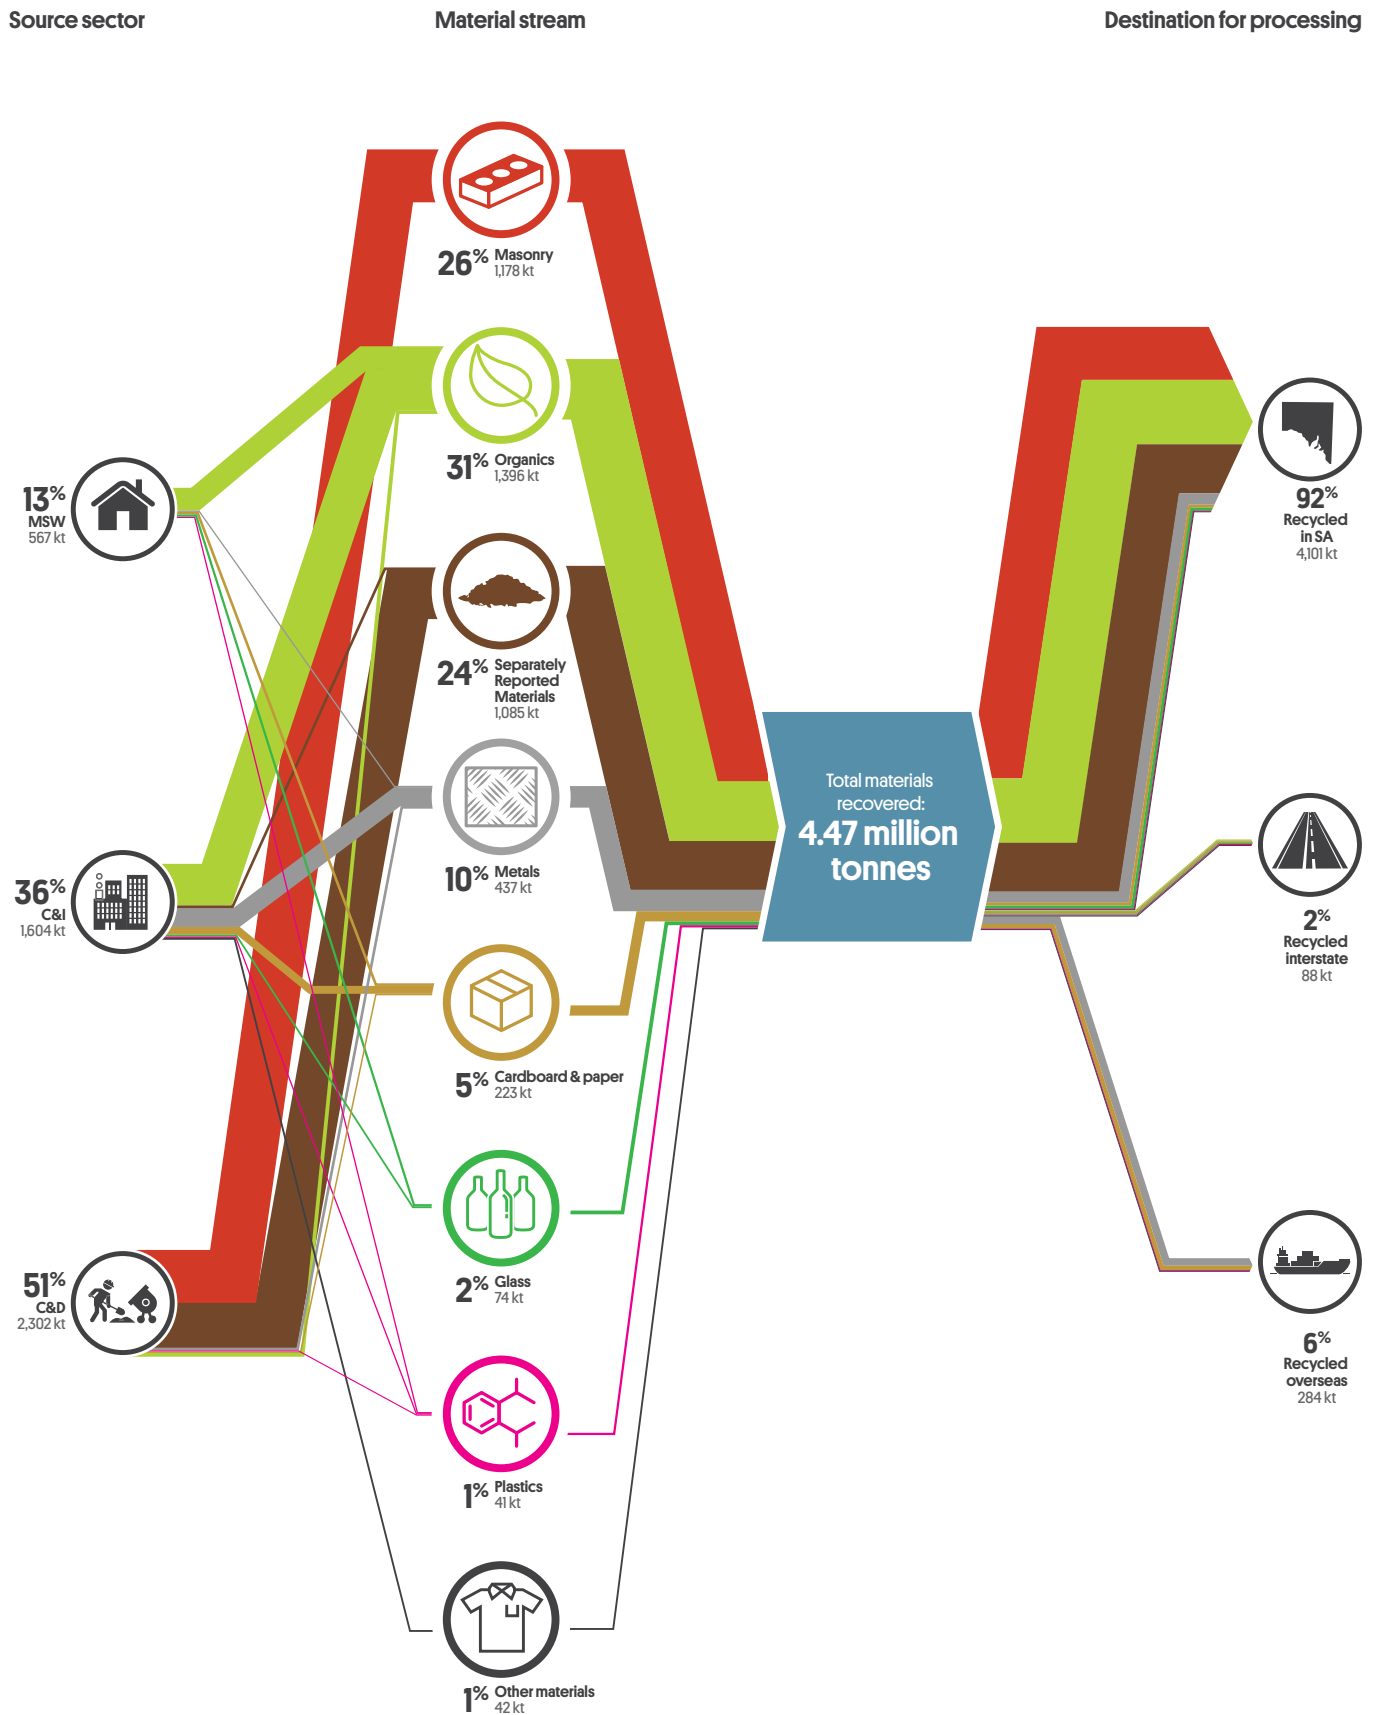 Source sector
Material stream
Destination for processing
26% Masonry
1,178 kt
31% Organics
1,396 kt
24% Separately
Reported
Materials
1,085 kt
10% Metals
437 kt
5% Cardboard & paper
223 kt
2% Glass
74 kt
1% Plastics
41 kt
1% Other materials
42 kt
13%
MSW
567 kt
36%
C&I
1,604 kt
51%
C&D
2,302 kt
Total materials
recovered:
4.47 million
tonnes
92%
Recycled
in SA
4,101 kt
2%
Recycled
interstate
88 kt
6%
Recycled
overseas
284 kt